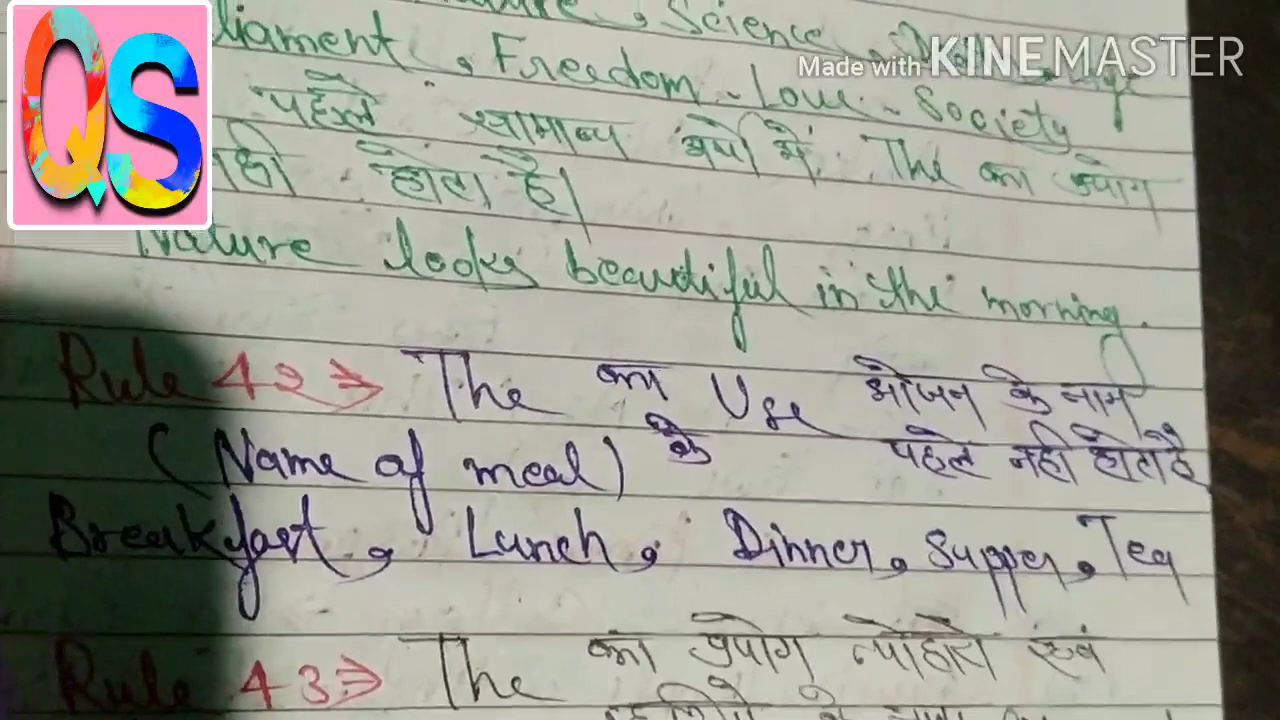 Science
QS
Made with KINEMASTER
liament, Freedom - Love - Society
पहले सामान्य अर्थो में The का उपयोग
नही होता है।
Nature looks beautiful in the morning.
Rule 42 ⇒ The का Use भोजन के नाम
(Name of meal) के पहले नही होता है
Breakfast, Lunch, Dinner, Supper, Tea
Rule 43 ⇒ The का प्रयोग त्योहारो एवं